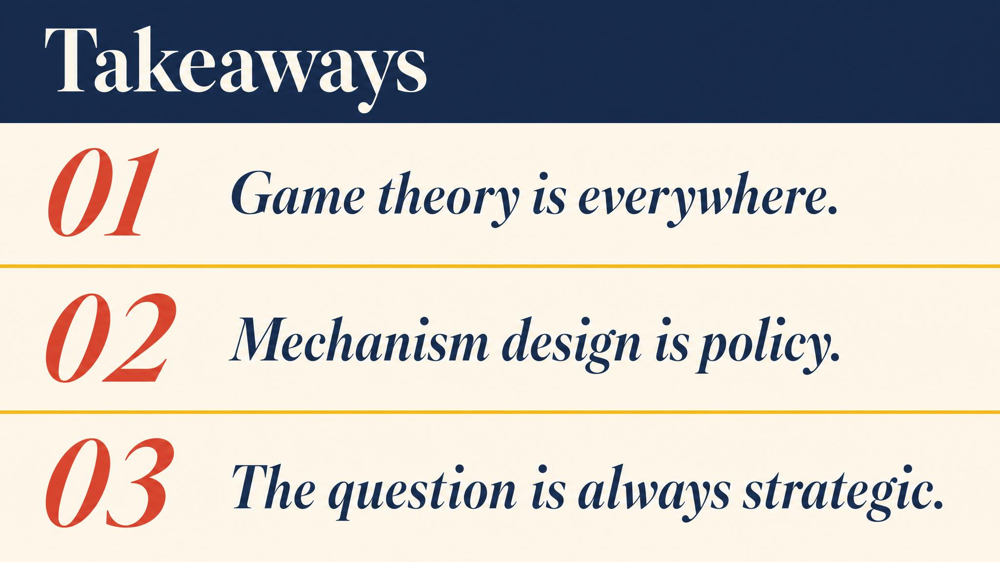 Takeaways
01 Game theory is everywhere.
02 Mechanism design is policy.
03 The question is always strategic.